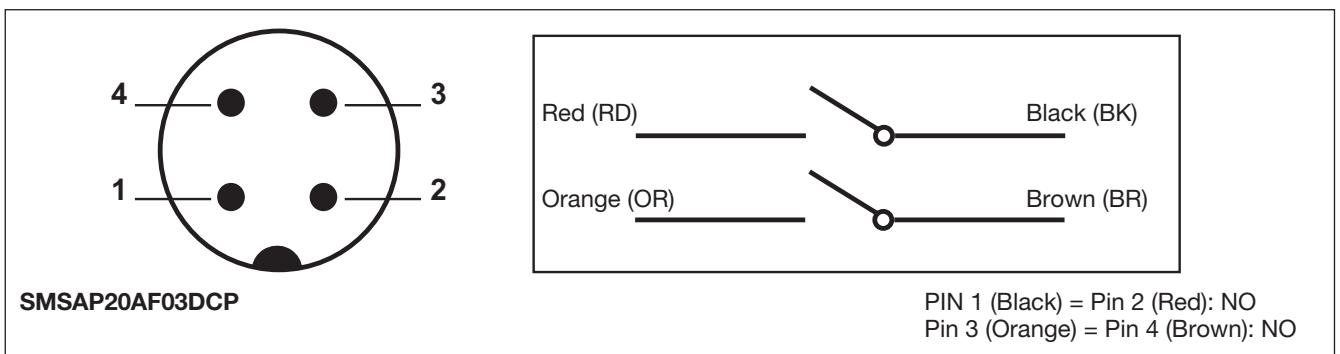 4
3
1
2
SMSAP20AF03DCP
Red (RD)
Black (BK)
Orange (OR)
Brown (BR)
PIN 1 (Black) = Pin 2 (Red): NO
Pin 3 (Orange) = Pin 4 (Brown): NO